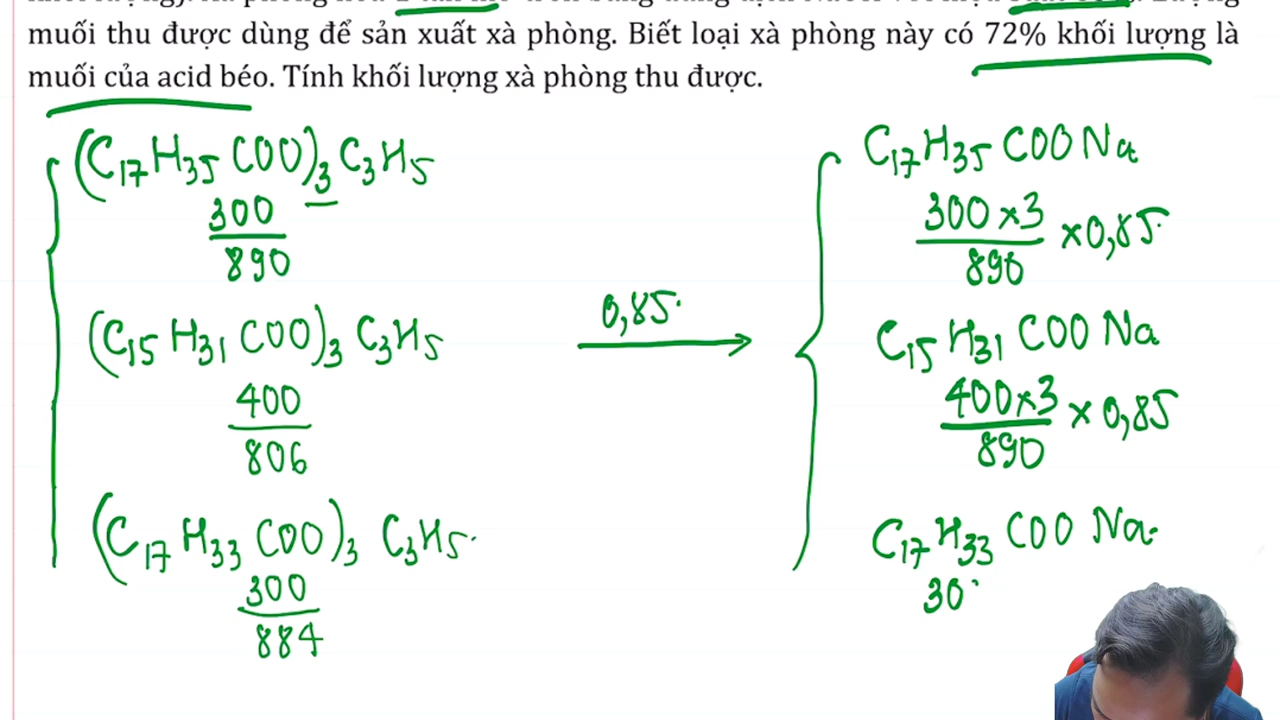 muối thu được dùng để sản xuất xà phòng. Biết loại xà phòng này có 72% khối lượng là
muối của acid béo. Tính khối lượng xà phòng thu được.
(C17H35COO)3C3H5
300
890
(C15H31COO)3C3H5
400
806
(C17H33COO)3C3H5.
300
884
0,85.
C17H35COONa
300×3
890
×0,85.
C15H31COONa
400×3
890
×0,85
C17H33COONa.
30